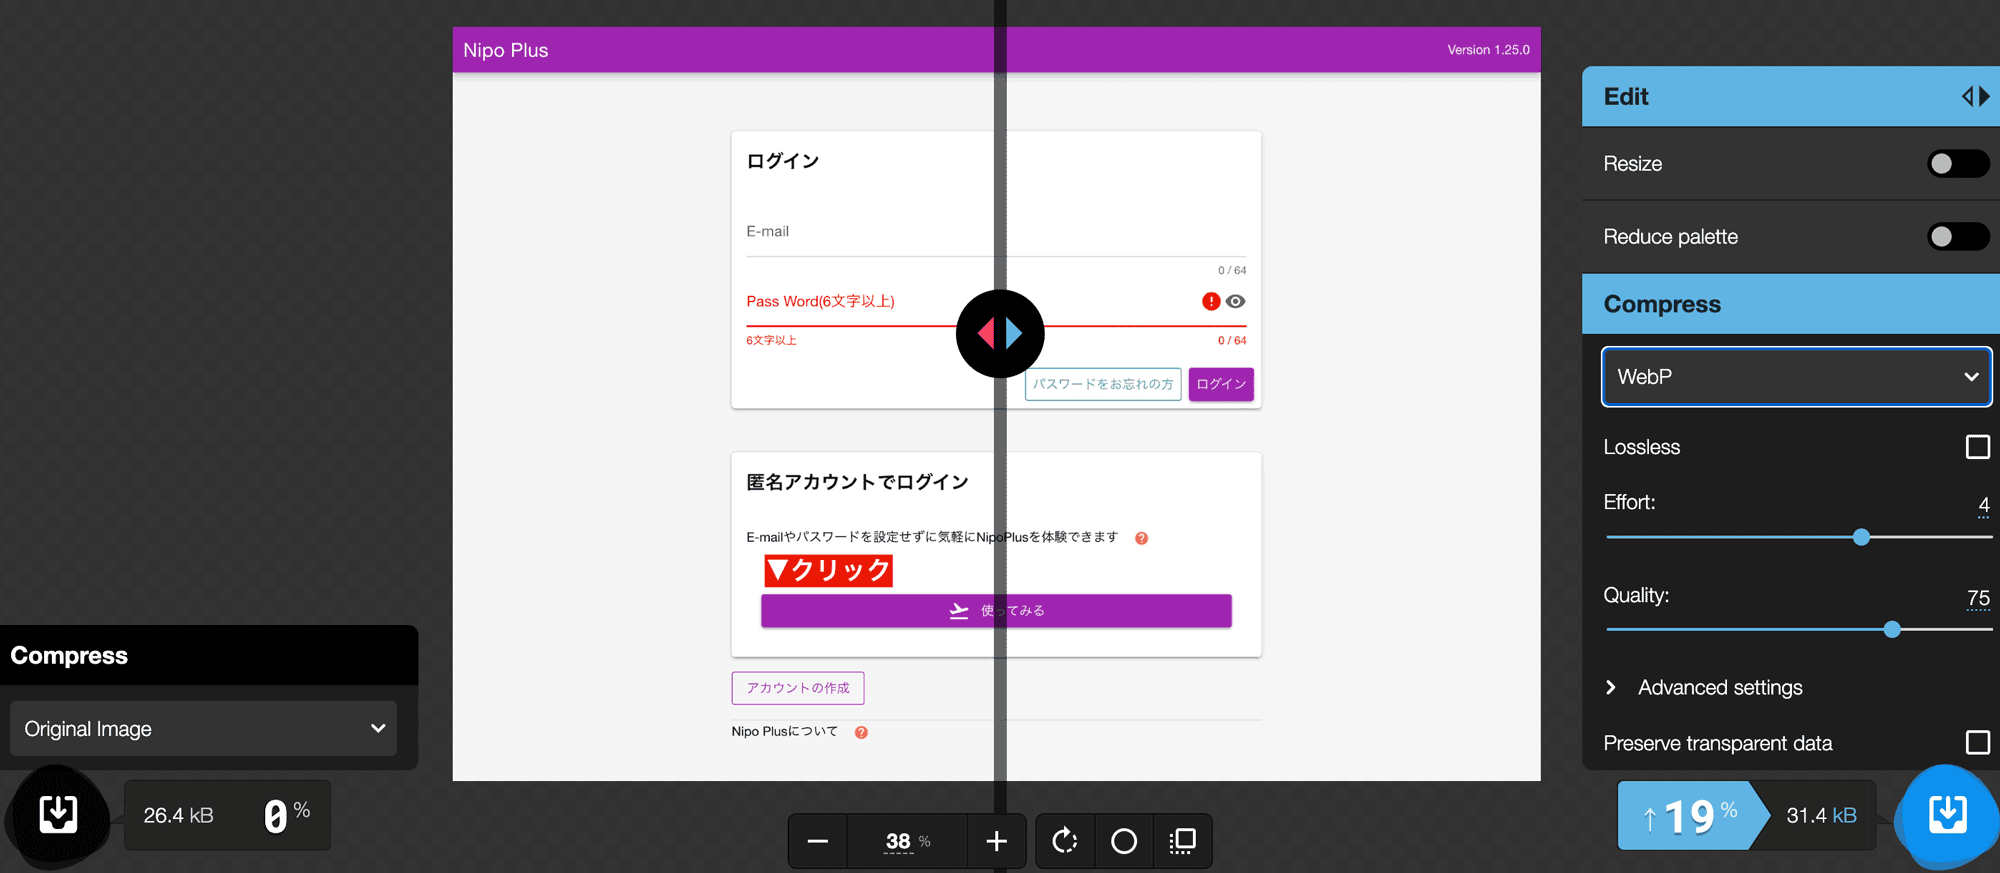 Nipo Plus
Version 1.25.0
ログイン
E-mail
0 / 64
Pass Word(6文字以上)
6文字以上
0 / 64
パスワードをお忘れの方
ログイン
匿名アカウントでログイン
E-mailやパスワードを設定せずに気軽にNipoPlusを体験できます
▼クリック
使ってみる
アカウントの作成
Nipo Plusについて
Compress
Original Image
26.4 kB
0 %
38 %
Edit
Resize
Reduce palette
Compress
WebP
Lossless
Effort:
4
Quality:
75
Advanced settings
Preserve transparent data
↑ 19 %
31.4 kB